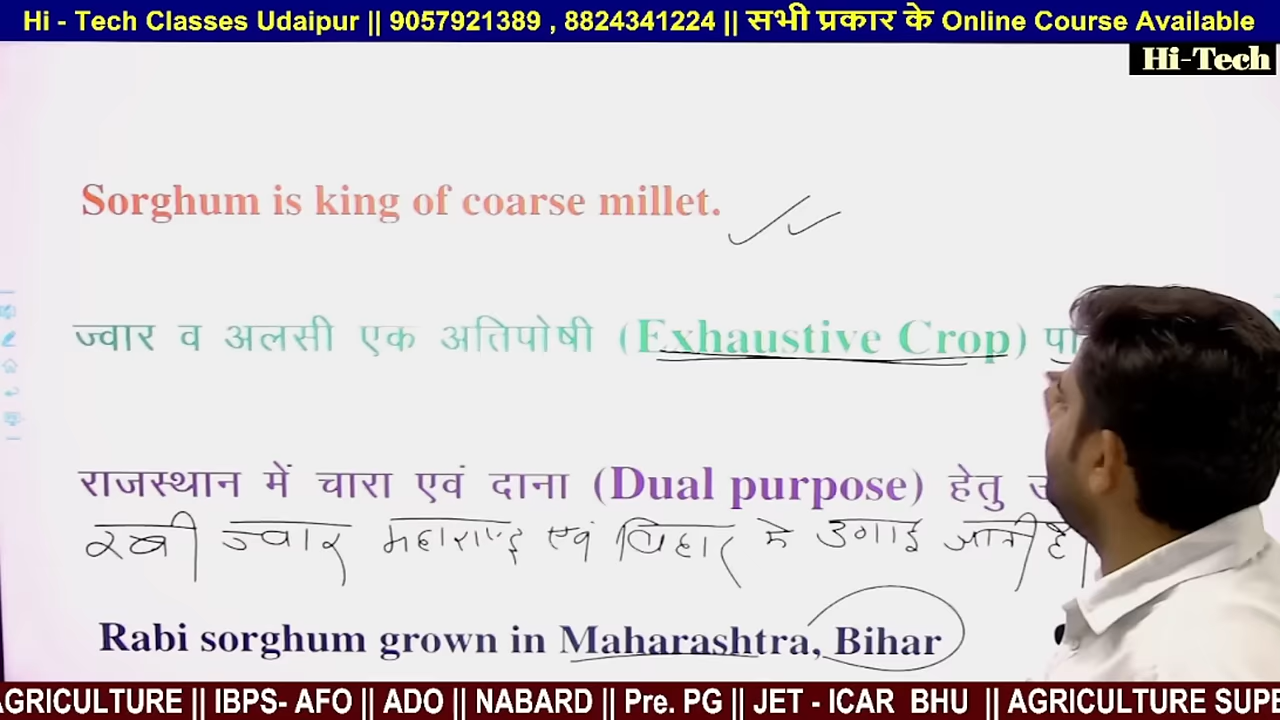 Hi - Tech Classes Udaipur || 9057921389 , 8824341224 || सभी प्रकार के Online Course Available
Hi-Tech
Sorghum is king of coarse millet.
ज्वार व अलसी एक अतिपोषी (Exhaustive Crop)
राजस्थान में चारा एवं दाना (Dual purpose) हेतु
रबी ज्वार महाराष्ट्र एवं बिहार मे उगाई जाती है।
Rabi sorghum grown in Maharashtra, Bihar
AGRICULTURE || IBPS- AFO || ADO || NABARD || Pre. PG || JET - ICAR BHU || AGRICULTURE SUPE